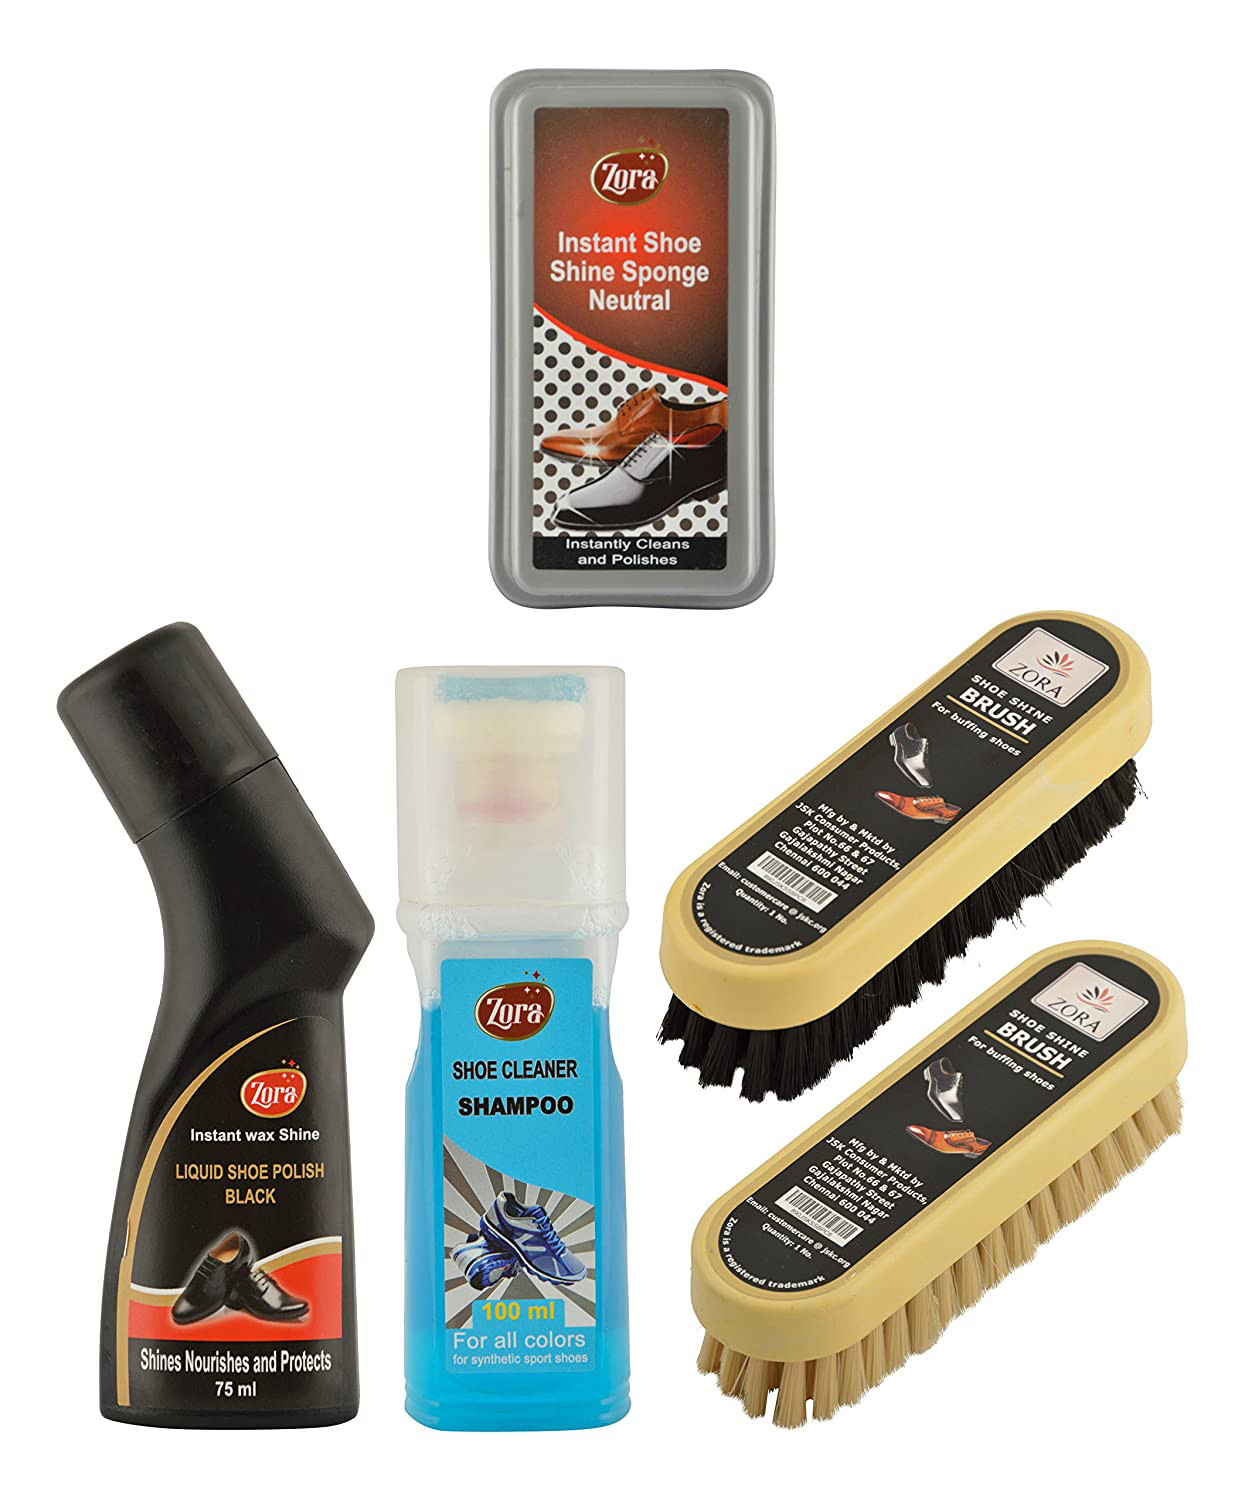 Zora
Instant Shoe
Shine Sponge
Neutral
Instantly Cleans
and Polishes
Zora
Instant wax Shine
LIQUID SHOE POLISH
BLACK
Shines Nourishes and Protects
75 ml
Zora
SHOE CLEANER
SHAMPOO
100 ml
For all colors
for synthetic sport shoes
ZORA
SHOE SHINE
BRUSH
For buffing shoes
Mfg by & Mktd by
JSK Consumer Products,
Plot No.66 & 67
Gajapathy Street
Gajalakshmi Nagar
Chennai 600 044
Email: customercare @ jskc.org
Quantity: 1 No.
Zora is a registered trademark
ZORA
SHOE SHINE
BRUSH
For buffing shoes
Mfg by & Mktd by
JSK Consumer Products,
Plot No.66 & 67
Gajapathy Street
Gajalakshmi Nagar
Chennai 600 044
Email: customercare @ jskc.org
Quantity: 1 No.
Zora is a registered trademark